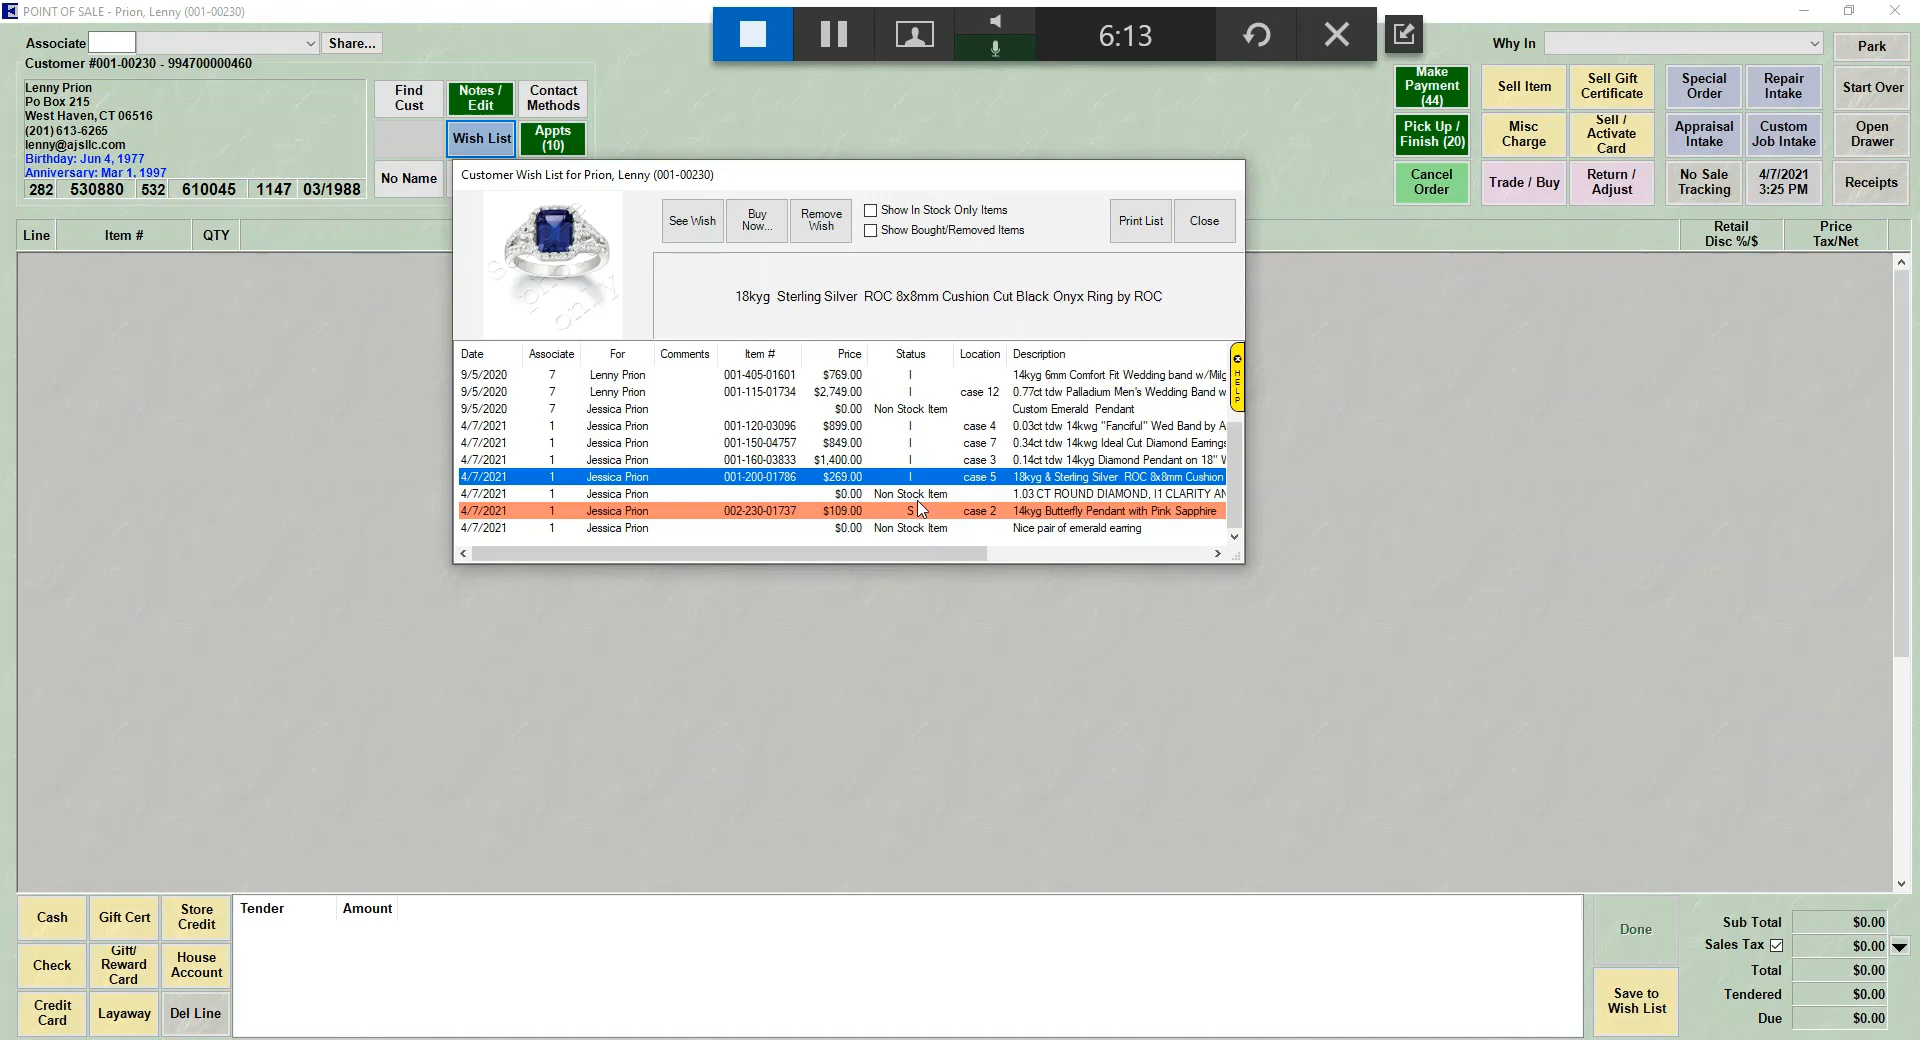 POINT OF SALE - Prion, Lenny (001-00230)
6:13
Associate
Share...
Customer #001-00230 - 994700000460
Lenny Prion
Po Box 215
West Haven, CT 06516
(201) 613-6265
lenny@ajsllc.com
Birthday: Jun 4, 1977
Anniversary: Mar 1, 1997
282 530880 532 610045 1147 03/1988
Find Cust
Notes / Edit
Contact Methods
Wish List
Appts (10)
No Name
Why In
Park
Make Payment (44)
Sell Item
Sell Gift Certificate
Special Order
Repair Intake
Start Over
Pick Up / Finish (20)
Misc Charge
Sell / Activate Card
Appraisal Intake
Custom Job Intake
Open Drawer
Cancel Order
Trade / Buy
Return / Adjust
No Sale Tracking
4/7/2021 3:25 PM
Receipts
Line Item # QTY
Retail Disc %/$
Price Tax/Net
Customer Wish List for Prion, Lenny (001-00230)
See Wish
Buy Now...
Remove Wish
Show In Stock Only Items
Show Bought/Removed Items
Print List
Close
18kyg Sterling Silver ROC 8x8mm Cushion Cut Black Onyx Ring by ROC
Date Associate For Comments Item # Price Status Location Description
9/5/2020 7 Lenny Prion 001-405-01601 $769.00 I 14kyg 6mm Comfort Fit Wedding band w/Milg
9/5/2020 7 Lenny Prion 001-115-01734 $2,749.00 I case 12 0.77ct tdw Palladium Men's Wedding Band w
9/5/2020 7 Jessica Prion $0.00 Non Stock Item Custom Emerald Pendant
4/7/2021 1 Jessica Prion 001-120-03096 $899.00 I case 4 0.03ct tdw 14kwg "Fanciful" Wed Band by A
4/7/2021 1 Jessica Prion 001-150-04757 $849.00 I case 7 0.34ct tdw 14kwg Ideal Cut Diamond Earrings
4/7/2021 1 Jessica Prion 001-160-03833 $1,400.00 I case 3 0.14ct tdw 14kyg Diamond Pendant on 18"
4/7/2021 1 Jessica Prion 001-200-01786 $269.00 I case 5 18kyg & Sterling Silver ROC 8x8mm Cushion
4/7/2021 1 Jessica Prion $0.00 Non Stock Item 1.03 CT ROUND DIAMOND, I1 CLARITY AN
4/7/2021 1 Jessica Prion 002-230-01737 $109.00 S case 2 14kyg Butterfly Pendant with Pink Sapphire
4/7/2021 1 Jessica Prion $0.00 Non Stock Item Nice pair of emerald earring
HELP
Cash
Gift Cert
Store Credit
Check
Gift/ Reward Card
House Account
Credit Card
Layaway
Del Line
Tender Amount
Done
Save to Wish List
Sub Total $0.00
Sales Tax $0.00
Total $0.00
Tendered $0.00
Due $0.00